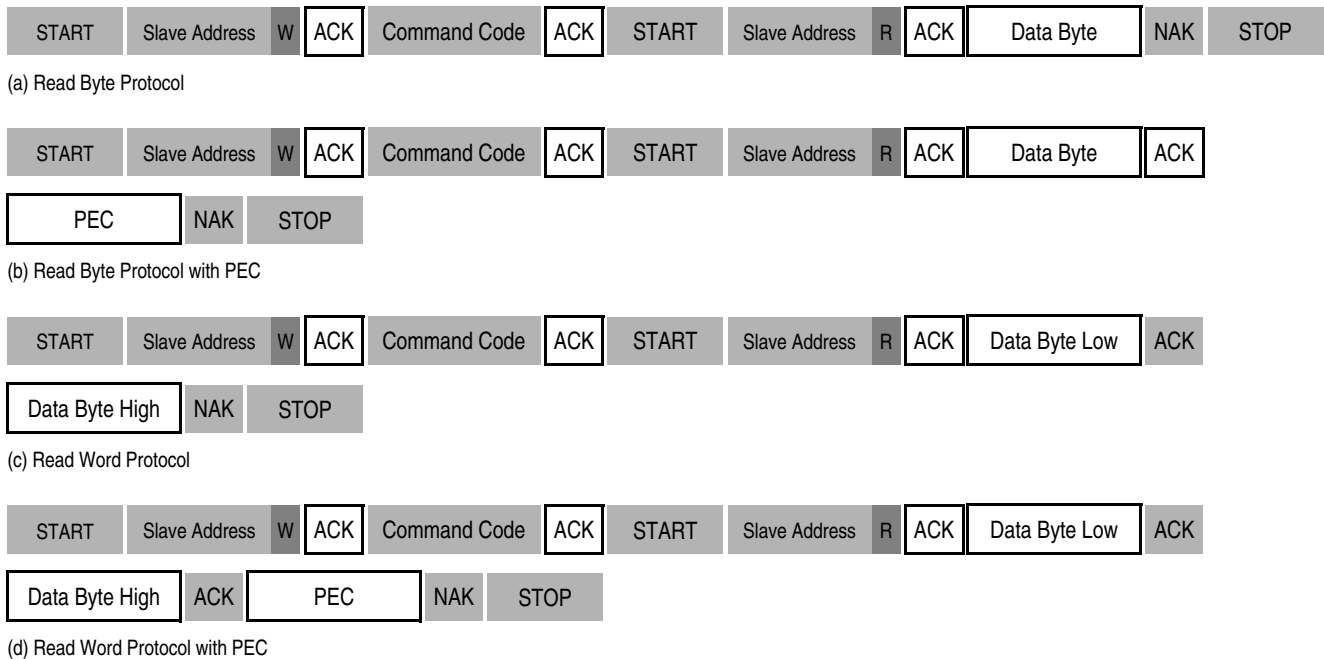 START Slave Address W ACK Command Code ACK START Slave Address R ACK Data Byte NAK STOP
(a) Read Byte Protocol
START Slave Address W ACK Command Code ACK START Slave Address R ACK Data Byte ACK
PEC NAK STOP
(b) Read Byte Protocol with PEC
START Slave Address W ACK Command Code ACK START Slave Address R ACK Data Byte Low ACK
Data Byte High NAK STOP
(c) Read Word Protocol
START Slave Address W ACK Command Code ACK START Slave Address R ACK Data Byte Low ACK
Data Byte High ACK PEC NAK STOP
(d) Read Word Protocol with PEC